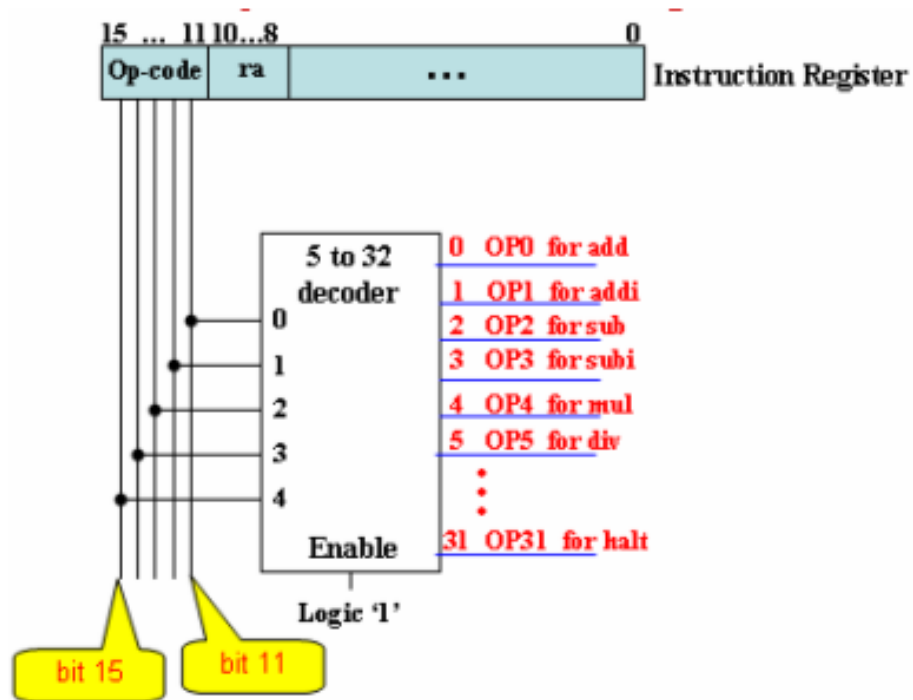 15 ... 11 10...8 0
Op-code ra ... Instruction Register
5 to 32
decoder
0
1
2
3
4
Enable
Logic ‘1’
0 OP0 for add
1 OP1 for addi
2 OP2 for sub
3 OP3 for subi
4 OP4 for mul
5 OP5 for div
31 OP31 for halt
bit 15
bit 11